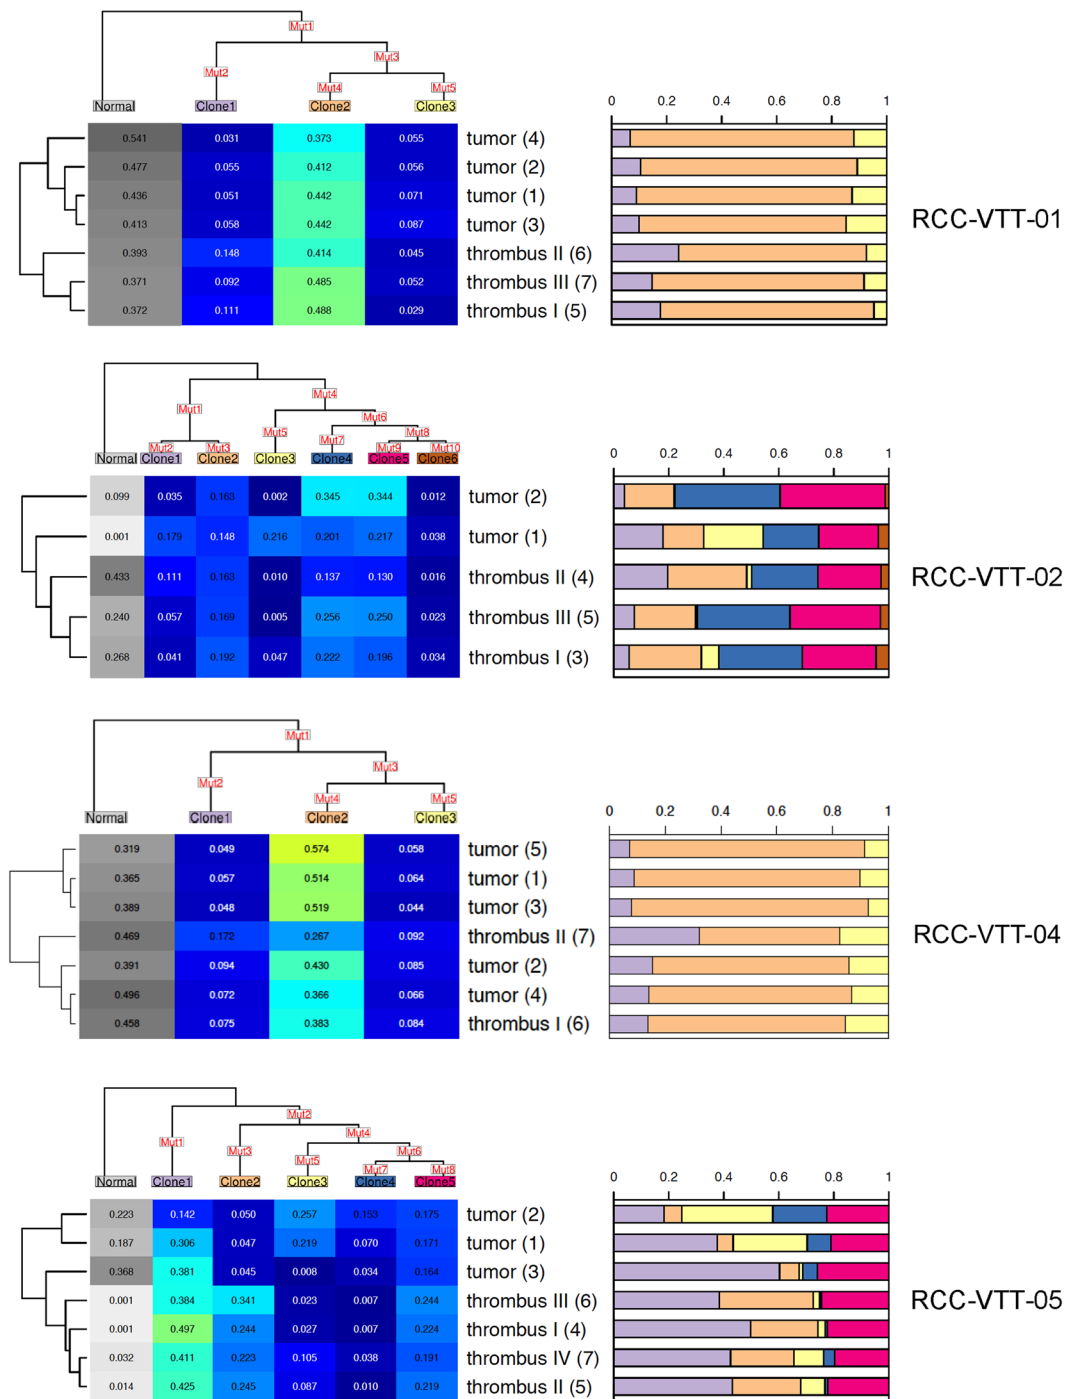 Mut1
Mut3
Mut2
Mut4 Mut5
Normal Clone1 Clone2 Clone3
0 0.2 0.4 0.6 0.8 1
0.541 0.031 0.373 0.055 tumor (4)
0.477 0.055 0.412 0.056 tumor (2)
0.436 0.051 0.442 0.071 tumor (1)
0.413 0.058 0.442 0.087 tumor (3)
RCC-VTT-01
0.393 0.148 0.414 0.045 thrombus II (6)
0.371 0.092 0.485 0.052 thrombus III (7)
0.372 0.111 0.488 0.029 thrombus I (5)
Mut4
Mut1
Mut6
Mut5 Mut7 Mut8
Mut2 Mut3 Mut9 Mut10
Normal Clone1 Clone2 Clone3 Clone4 Clone5 Clone6
0 0.2 0.4 0.6 0.8 1
0.099 0.035 0.163 0.002 0.345 0.344 0.012 tumor (2)
0.001 0.179 0.148 0.216 0.201 0.217 0.038 tumor (1)
0.433 0.111 0.163 0.010 0.137 0.130 0.016 thrombus II (4)
RCC-VTT-02
0.240 0.057 0.169 0.005 0.256 0.250 0.023 thrombus III (5)
0.268 0.041 0.192 0.047 0.222 0.196 0.034 thrombus I (3)
Mut1
Mut3
Mut2
Mut4 Mut5
Normal Clone1 Clone2 Clone3
0 0.2 0.4 0.6 0.8 1
0.319 0.049 0.574 0.058 tumor (5)
0.365 0.057 0.514 0.064 tumor (1)
0.389 0.048 0.519 0.044 tumor (3)
0.469 0.172 0.267 0.092 thrombus II (7)
RCC-VTT-04
0.391 0.094 0.430 0.085 tumor (2)
0.496 0.072 0.366 0.066 tumor (4)
0.458 0.075 0.383 0.084 thrombus I (6)
Mut2
Mut4
Mut1
Mut3 Mut6
Mut5
Mut7 Mut8
Normal Clone1 Clone2 Clone3 Clone4 Clone5
0 0.2 0.4 0.6 0.8 1
0.223 0.142 0.050 0.257 0.153 0.175 tumor (2)
0.187 0.306 0.047 0.219 0.070 0.171 tumor (1)
0.368 0.381 0.045 0.008 0.034 0.164 tumor (3)
0.001 0.384 0.341 0.023 0.007 0.244 thrombus III (6)
RCC-VTT-05
0.001 0.497 0.244 0.027 0.007 0.224 thrombus I (4)
0.032 0.411 0.223 0.105 0.038 0.191 thrombus IV (7)
0.014 0.425 0.245 0.087 0.010 0.219 thrombus II (5)